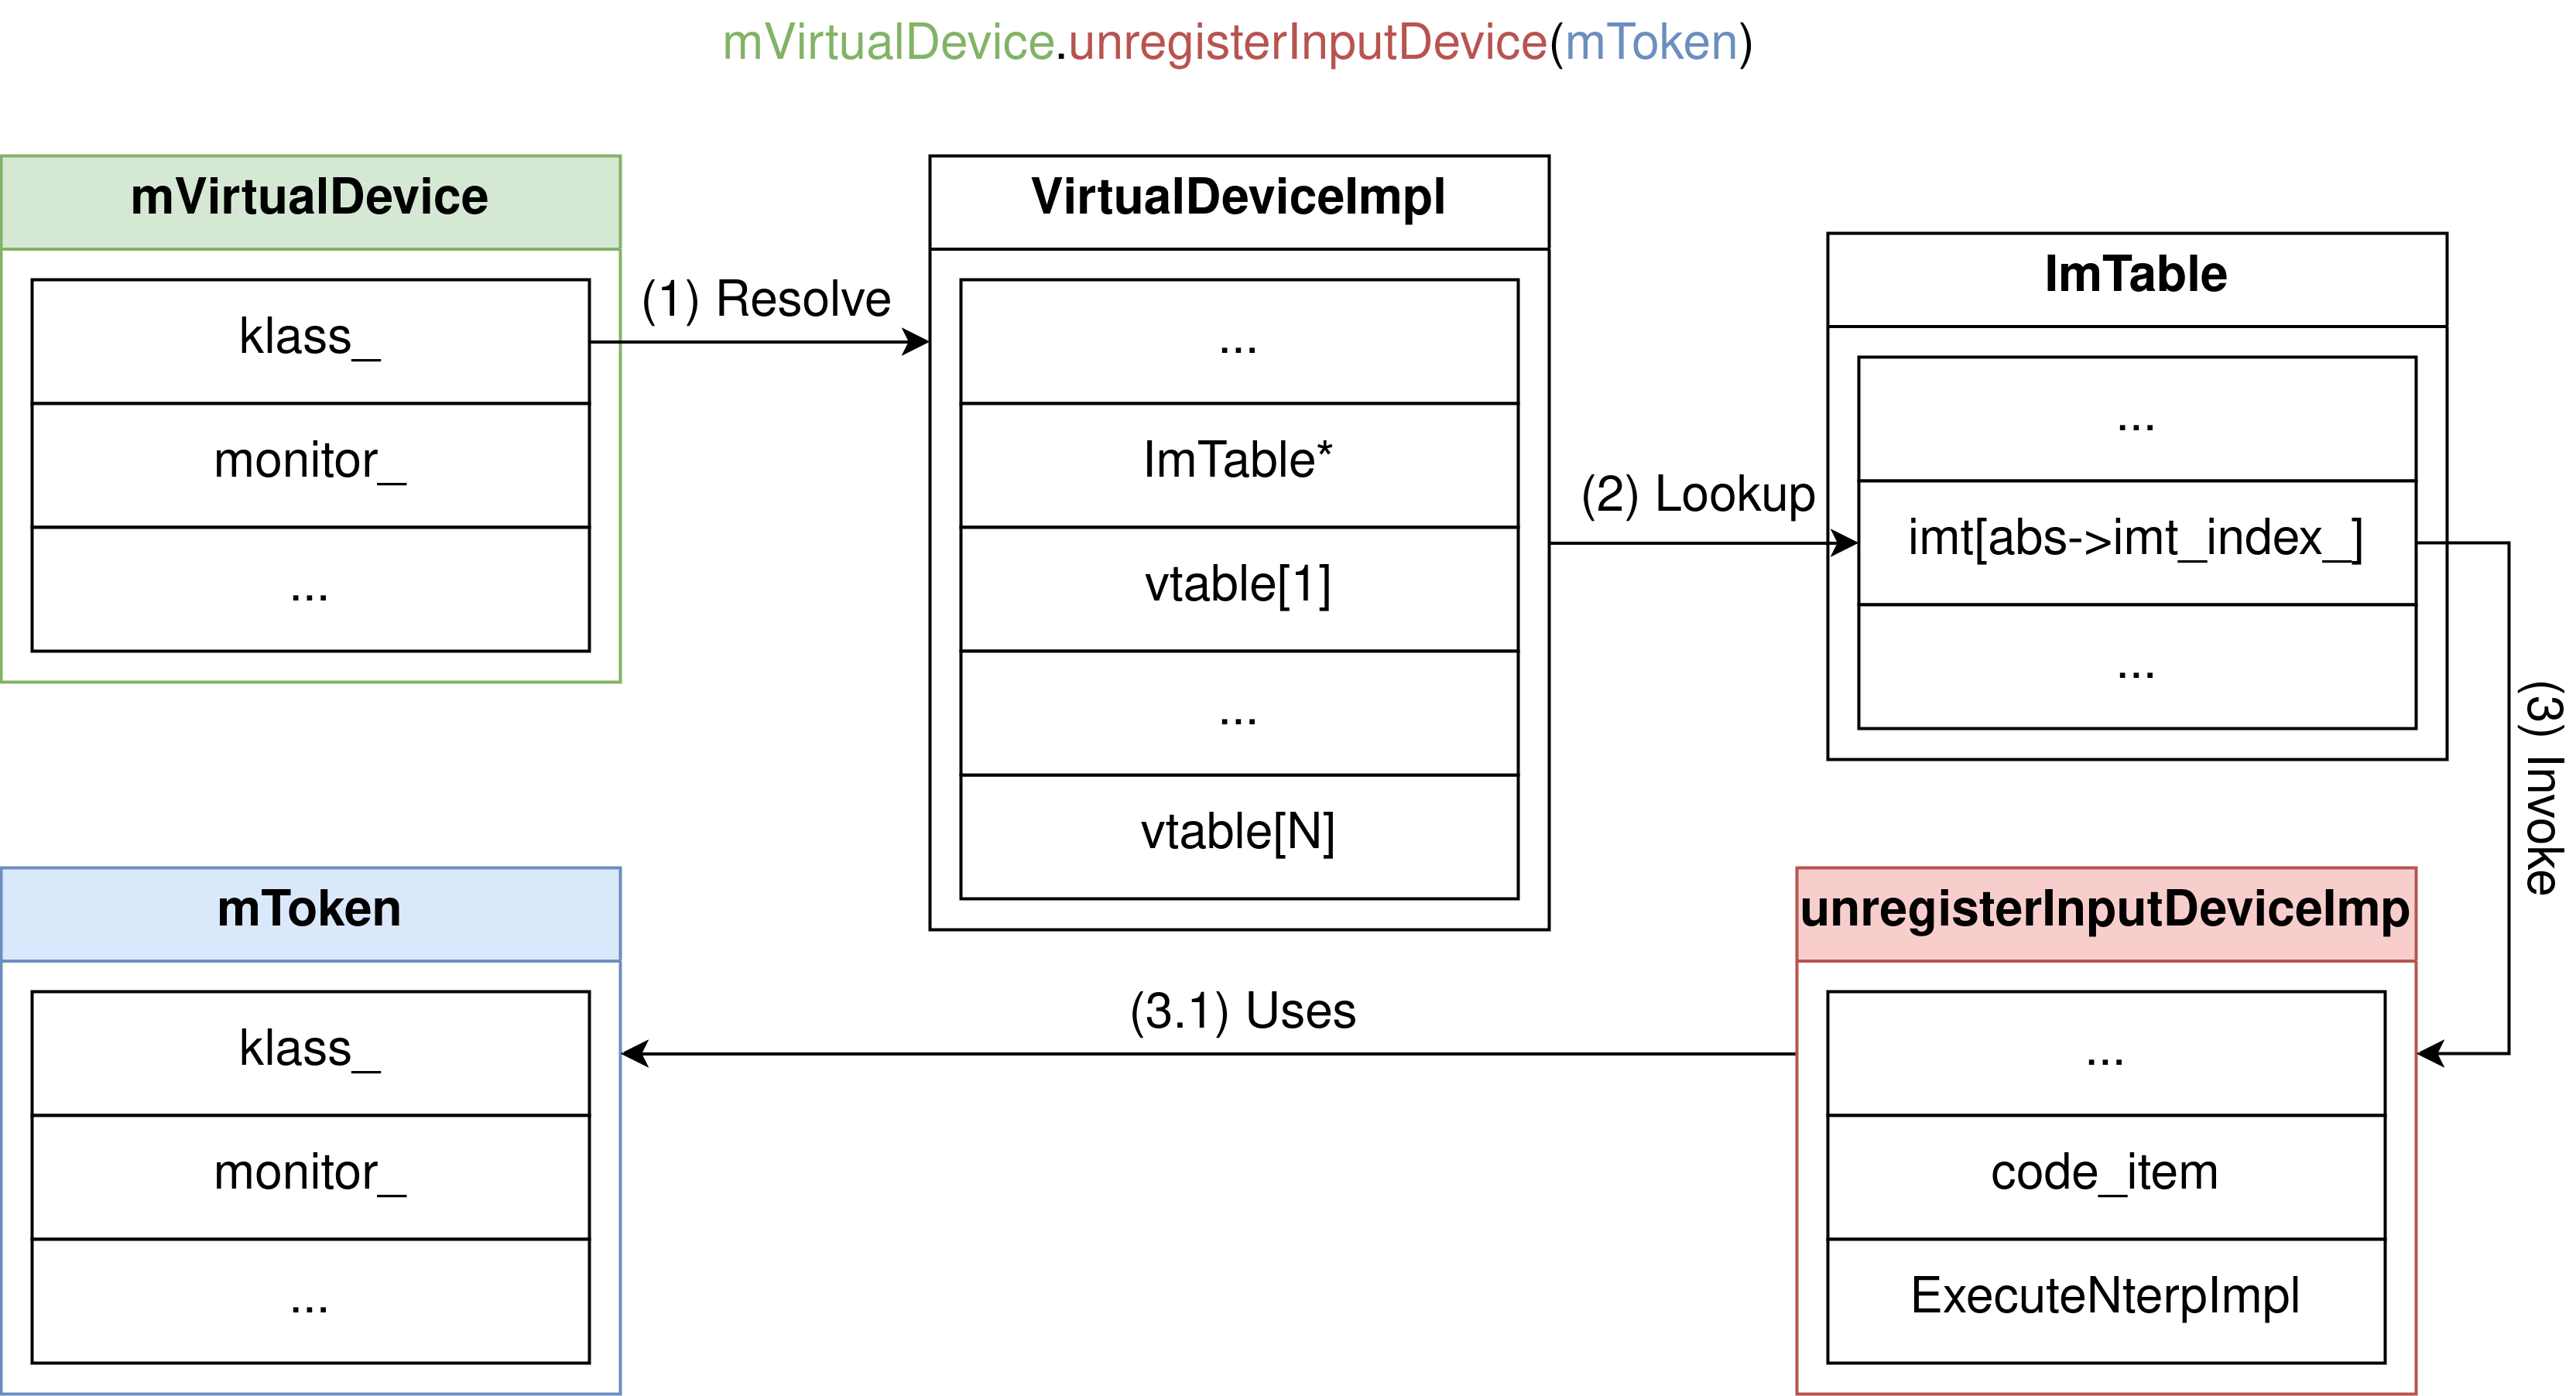 mVirtualDevice.unregisterInputDevice(mToken)
mVirtualDevice
klass_
monitor_
...
(1) Resolve
VirtualDeviceImpl
...
ImTable*
vtable[1]
...
vtable[N]
(2) Lookup
ImTable
...
imt[abs->imt_index_]
...
(3) Invoke
unregisterInputDeviceImp
...
code_item
ExecuteNterpImpl
(3.1) Uses
mToken
klass_
monitor_
...